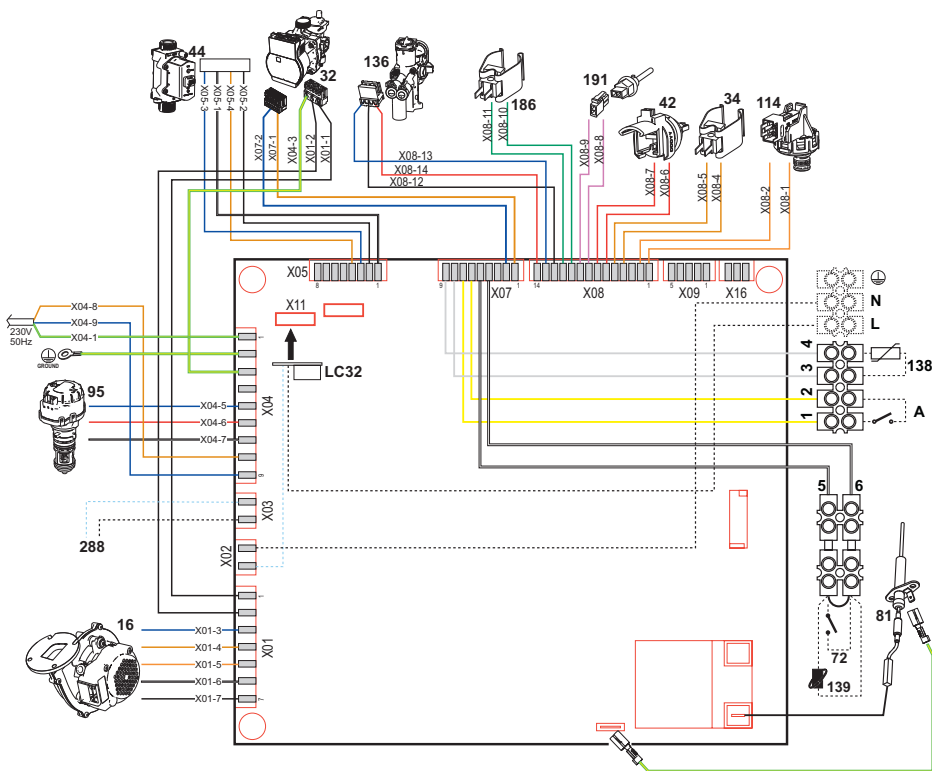 44
32
136
186
191
42
34
114
X05-3
X05-1
X05-4
X05-2
X07-2
X07-1
X04-3
X01-2
X01-1
X08-13
X08-14
X08-12
X08-11
X08-10
X08-9
X08-8
X08-7
X08-6
X08-5
X08-4
X08-2
X08-1
X05
8
1
9
X07
1
14
X08
1
5
X09
1
X16
X11
LC32
X04-8
X04-9
X04-1
230V
50Hz
GROUND
95
X04-5
X04-6
X04-7
1
X04
9
288
X03
X02
16
X01-3
X01-4
X01-5
X01-6
X01-7
1
X01
7
N
L
4
3
2
1
138
A
5
6
72
139
81